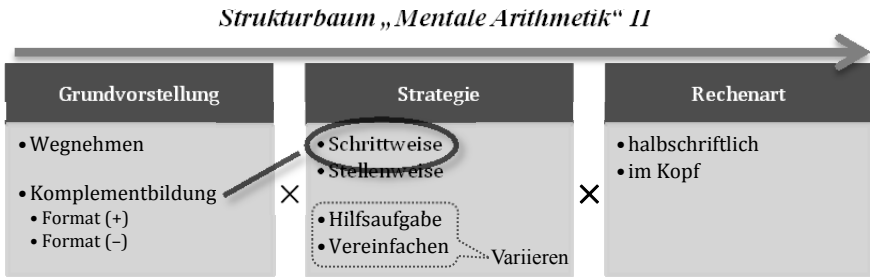 Strukturbaum „Mentale Arithmetik“ II
Grundvorstellung
• Wegnehmen
• Komplementbildung
• Format (+)
• Format (–)
×
Strategie
• Schrittweise
• Stellenweise
• Hilfsaufgabe
• Vereinfachen
Variieren
×
Rechenart
• halbschriftlich
• im Kopf